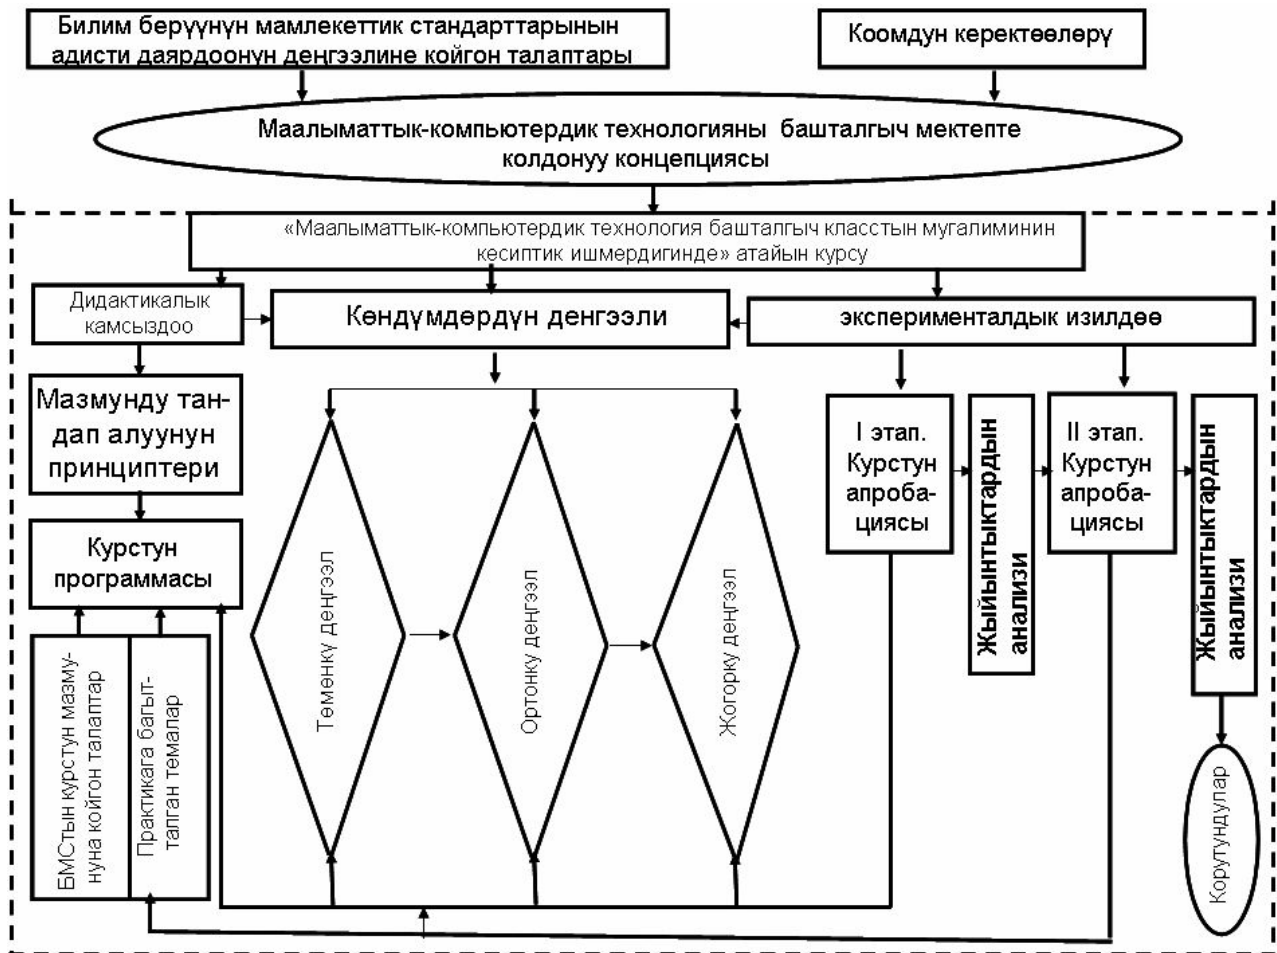 Билим берүүнүн мамлекеттик стандарттарынын
адисти даярдоонун деңгээлине койгон талаптары
Коомдун керектөөлөрү
Маалыматтык-компьютердик технологияны башталгыч мектепте
колдонуу концепциясы
«Маалыматтык-компьютердик технология башталгыч класстын мугалиминин
кесиптик ишмердигинде» атайын курсу
Дидактикалык
камсыздоо
Көндүмдөрдүн денгээли
эксперименталдык изилдөө
Мазмунду тан-
дап алуунун
принциптери
Курстун
программасы
БМСтын курстун мазму-
нуна койгон талаптар
Практикага багыт-
талган темалар
Төмөнкү деңгээл
Ортонку деңгээл
Жогорку деңгээл
I этап.
Курстун
апроба-
циясы
Жыйынтыктардын
анализи
II этап.
Курстун
апроба-
циясы
Жыйынтыктардын
анализи
Корутундулар